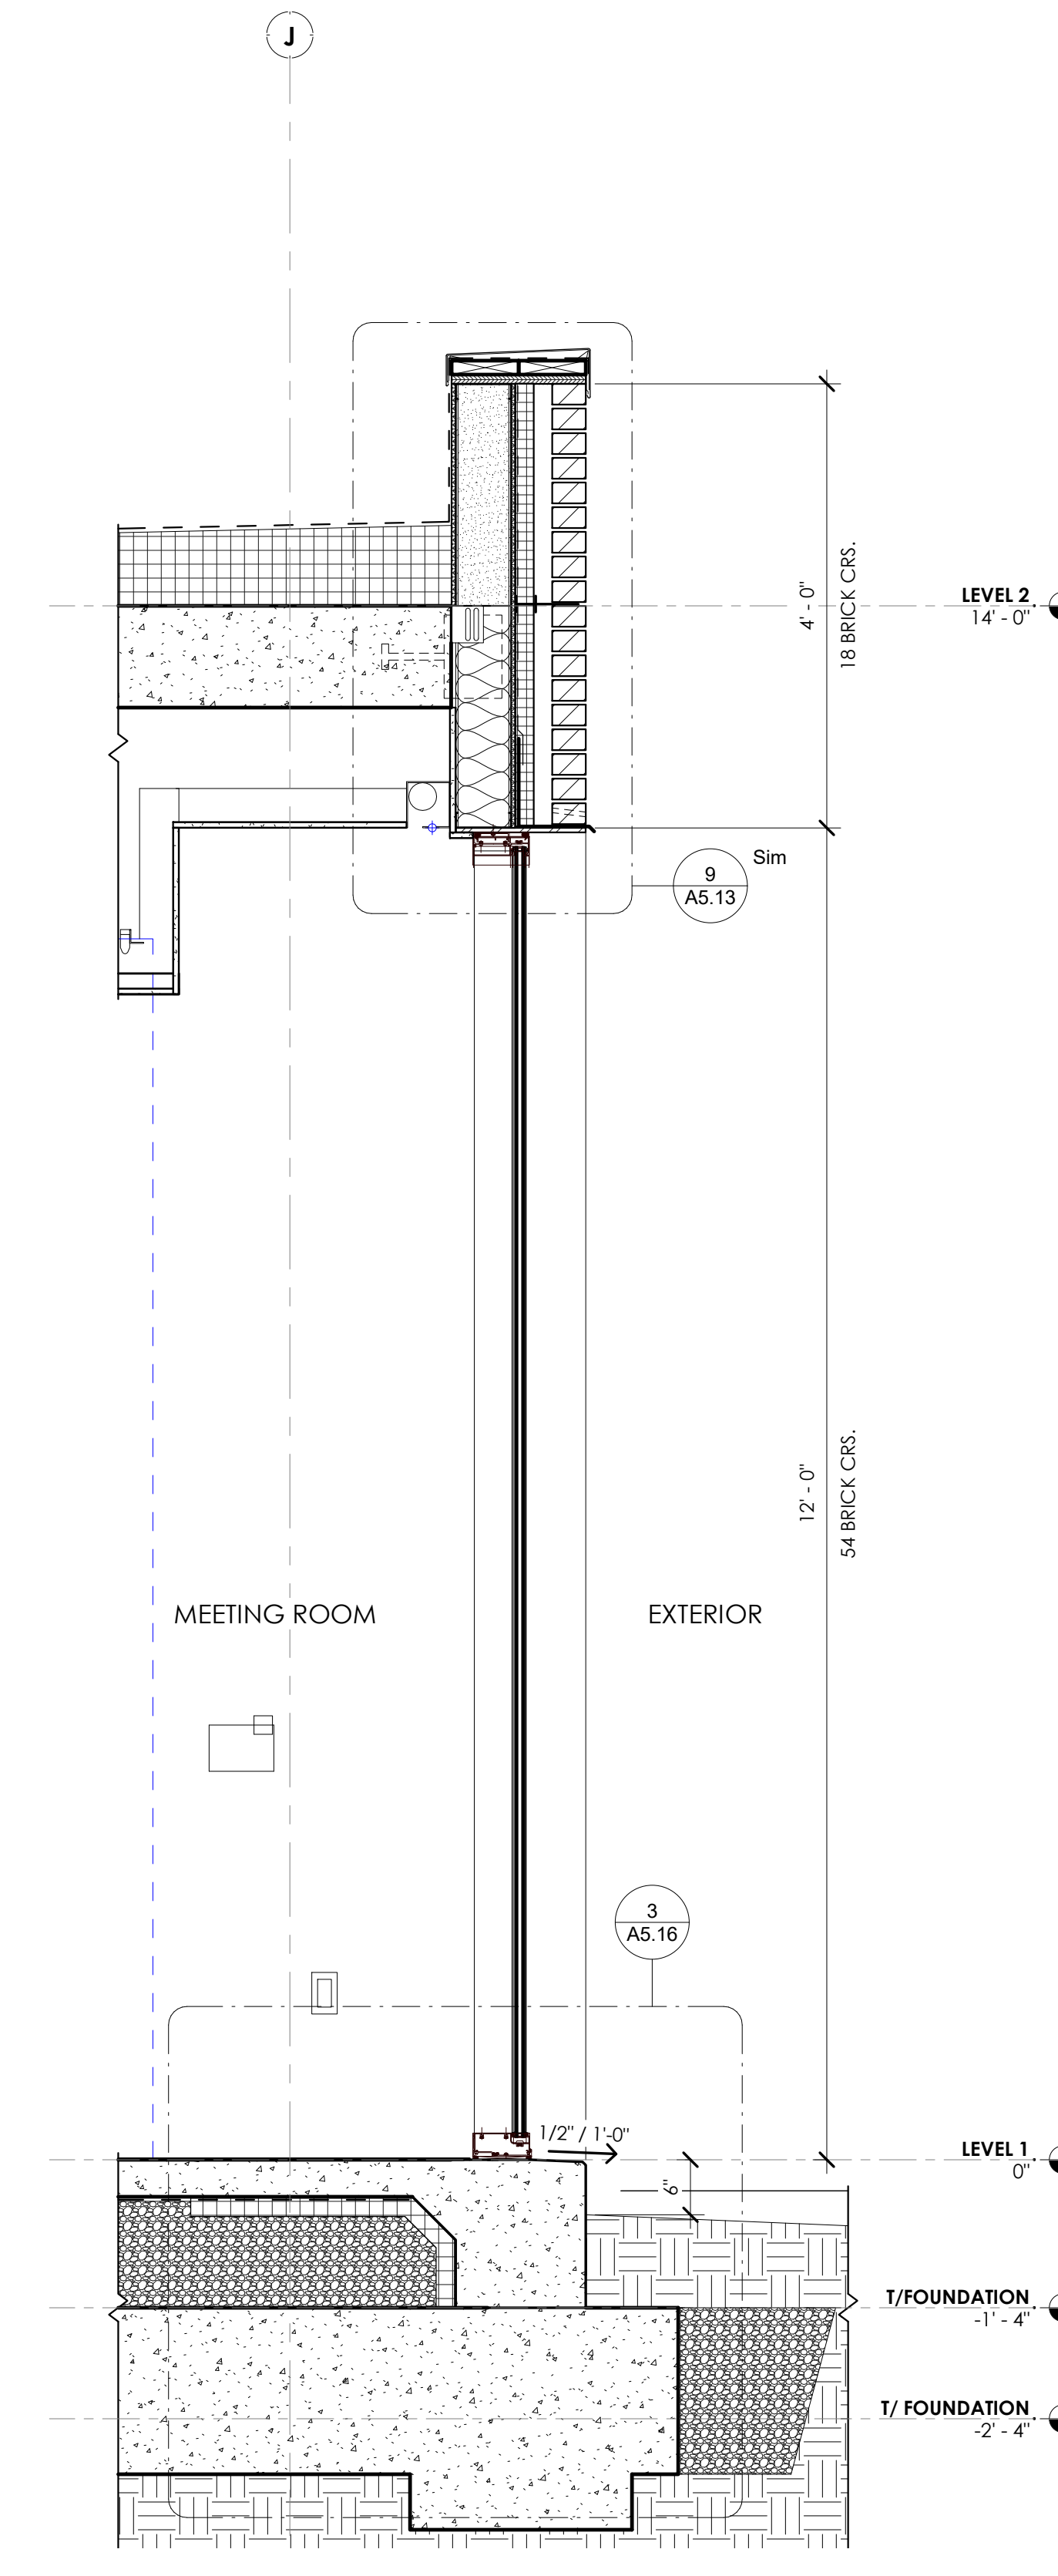 J
LEVEL 2
14' - 0"
4' - 0"
18 BRICK CRS.
Sim
9
A5.13
12' - 0"
54 BRICK CRS.
MEETING ROOM
EXTERIOR
3
A5.16
1/2" / 1'-0"
LEVEL 1
0"
6"
T/FOUNDATION
-1' - 4"
T/ FOUNDATION
-2' - 4"